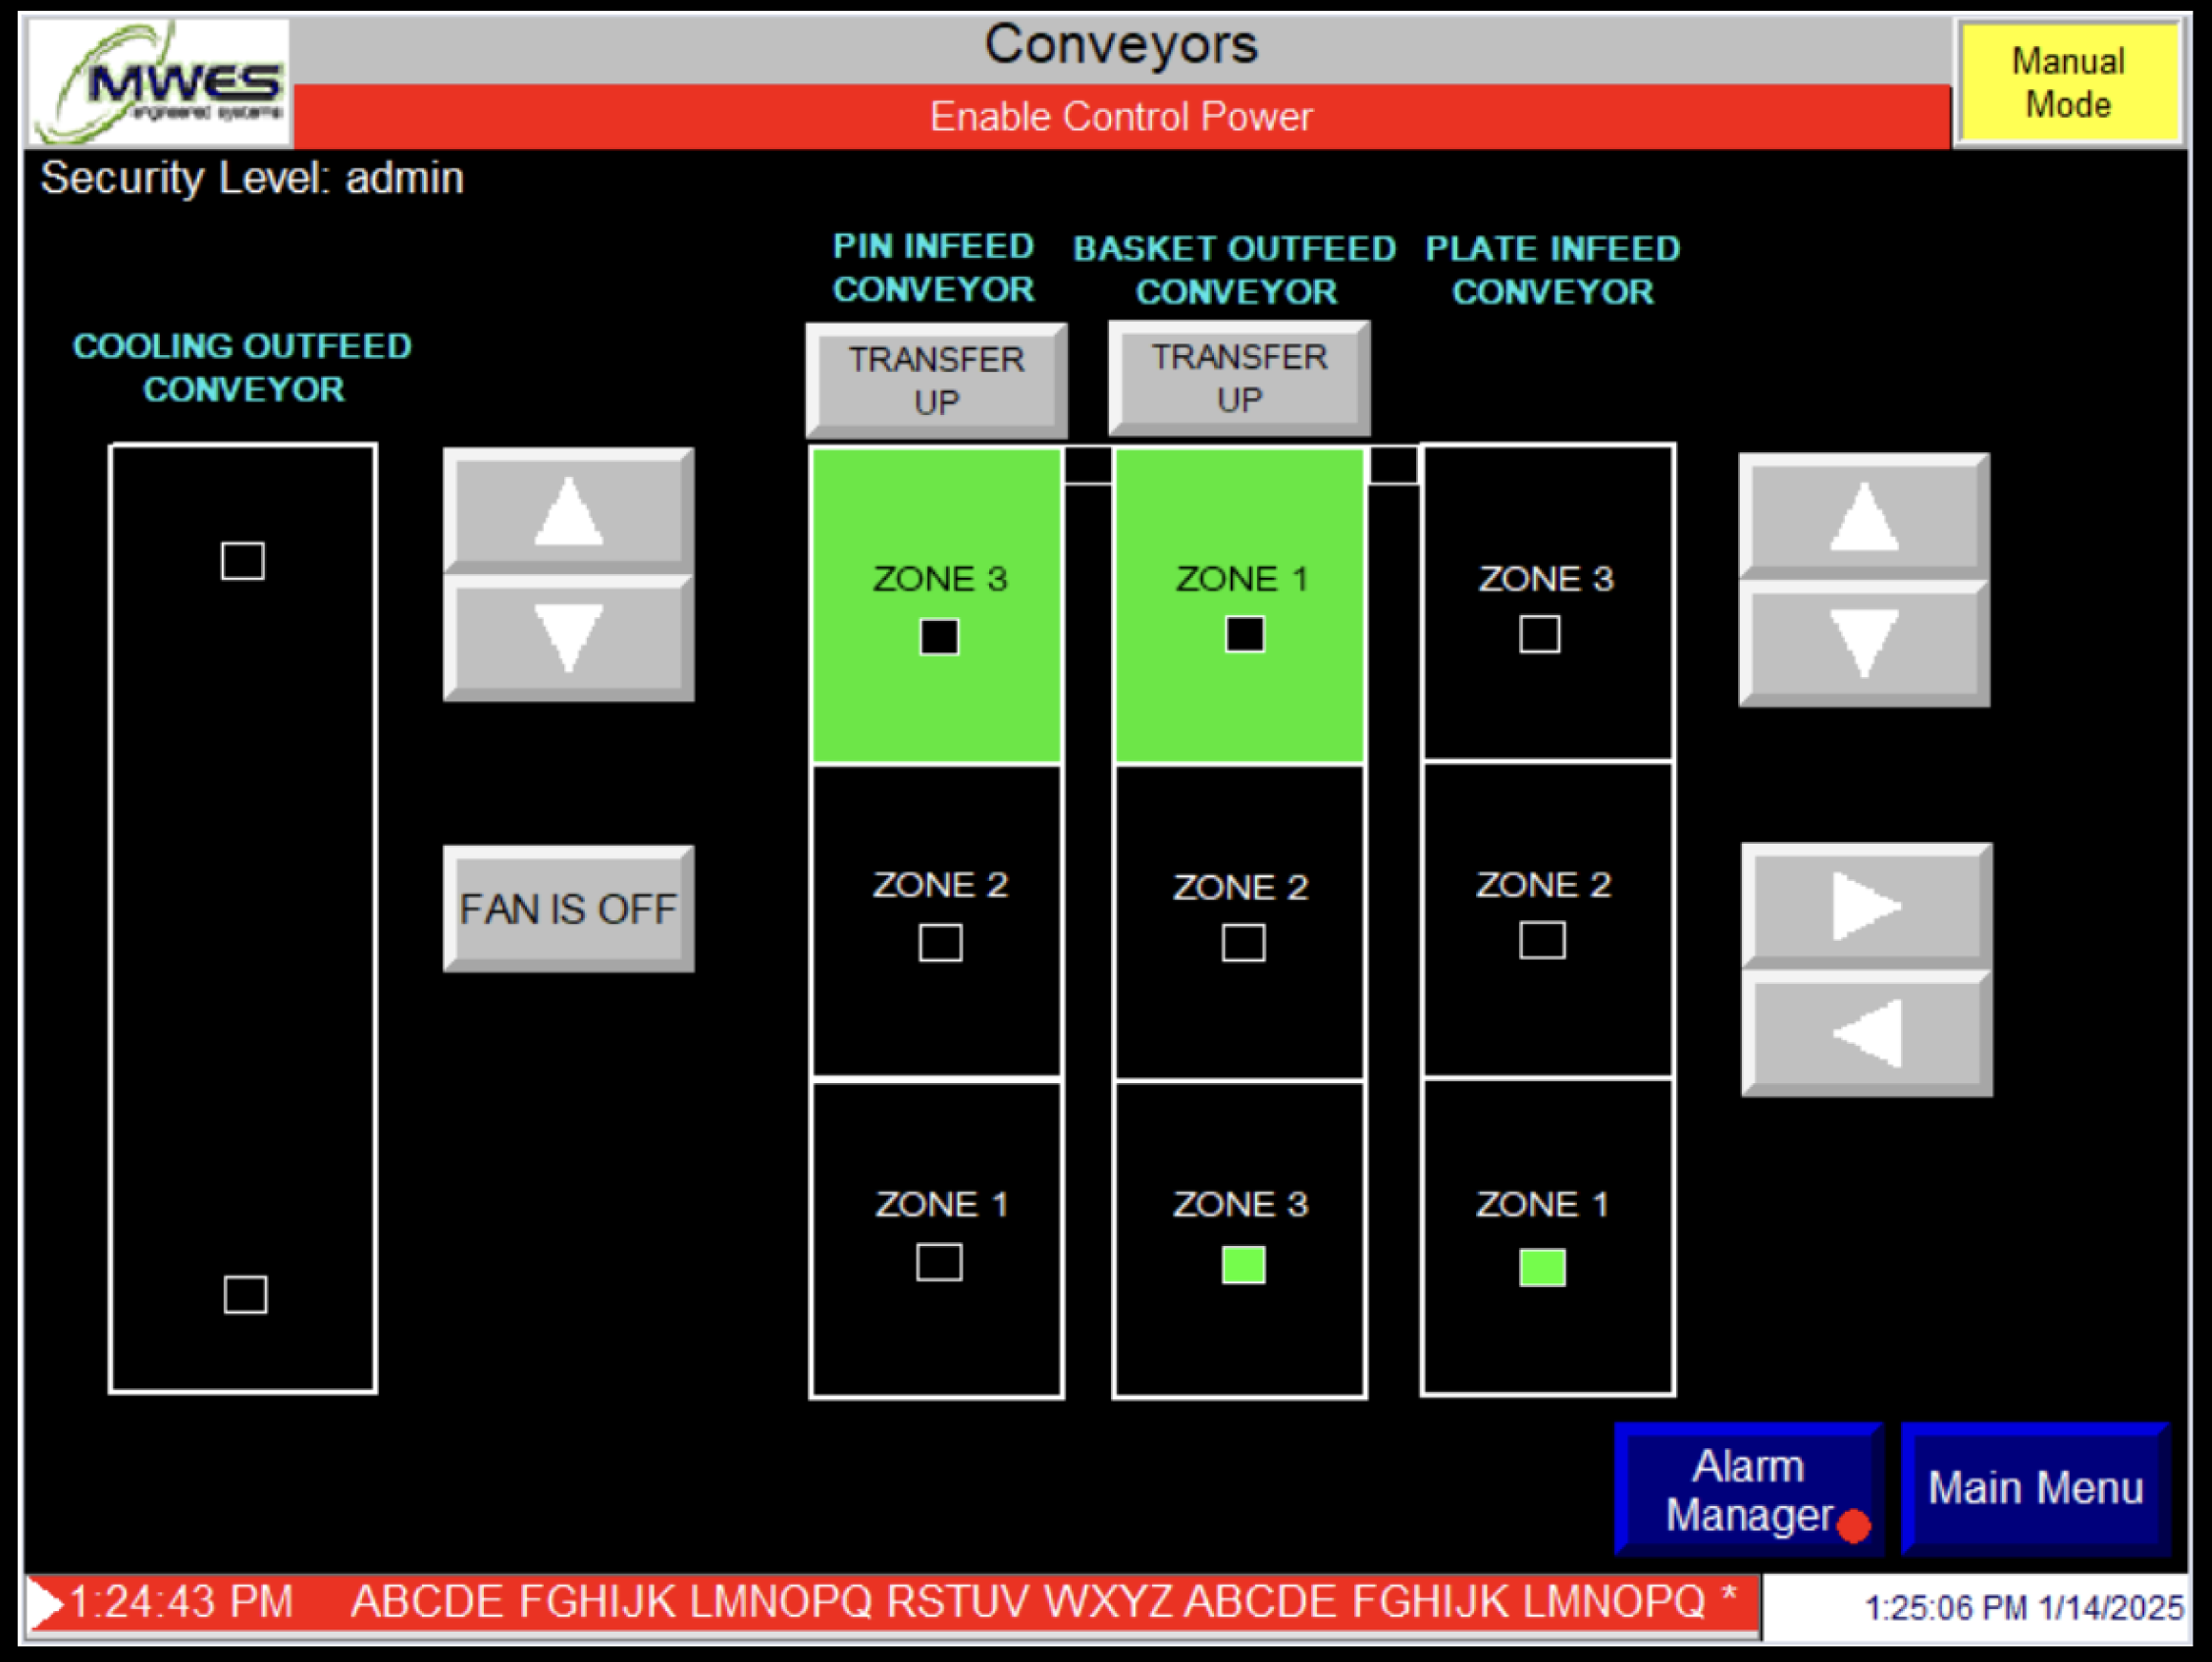 Conveyors
MWES
engineered systems
Enable Control Power
Manual
Mode
Security Level: admin
COOLING OUTFEED
CONVEYOR
PIN INFEED
CONVEYOR
BASKET OUTFEED
CONVEYOR
PLATE INFEED
CONVEYOR
TRANSFER
UP
TRANSFER
UP
ZONE 3
ZONE 1
ZONE 3
FAN IS OFF
ZONE 2
ZONE 2
ZONE 2
ZONE 1
ZONE 3
ZONE 1
Alarm
Manager
Main Menu
1:24:43 PM ABCDE FGHIJK LMNOPQ RSTUV WXYZ ABCDE FGHIJK LMNOPQ *
1:25:06 PM 1/14/2025